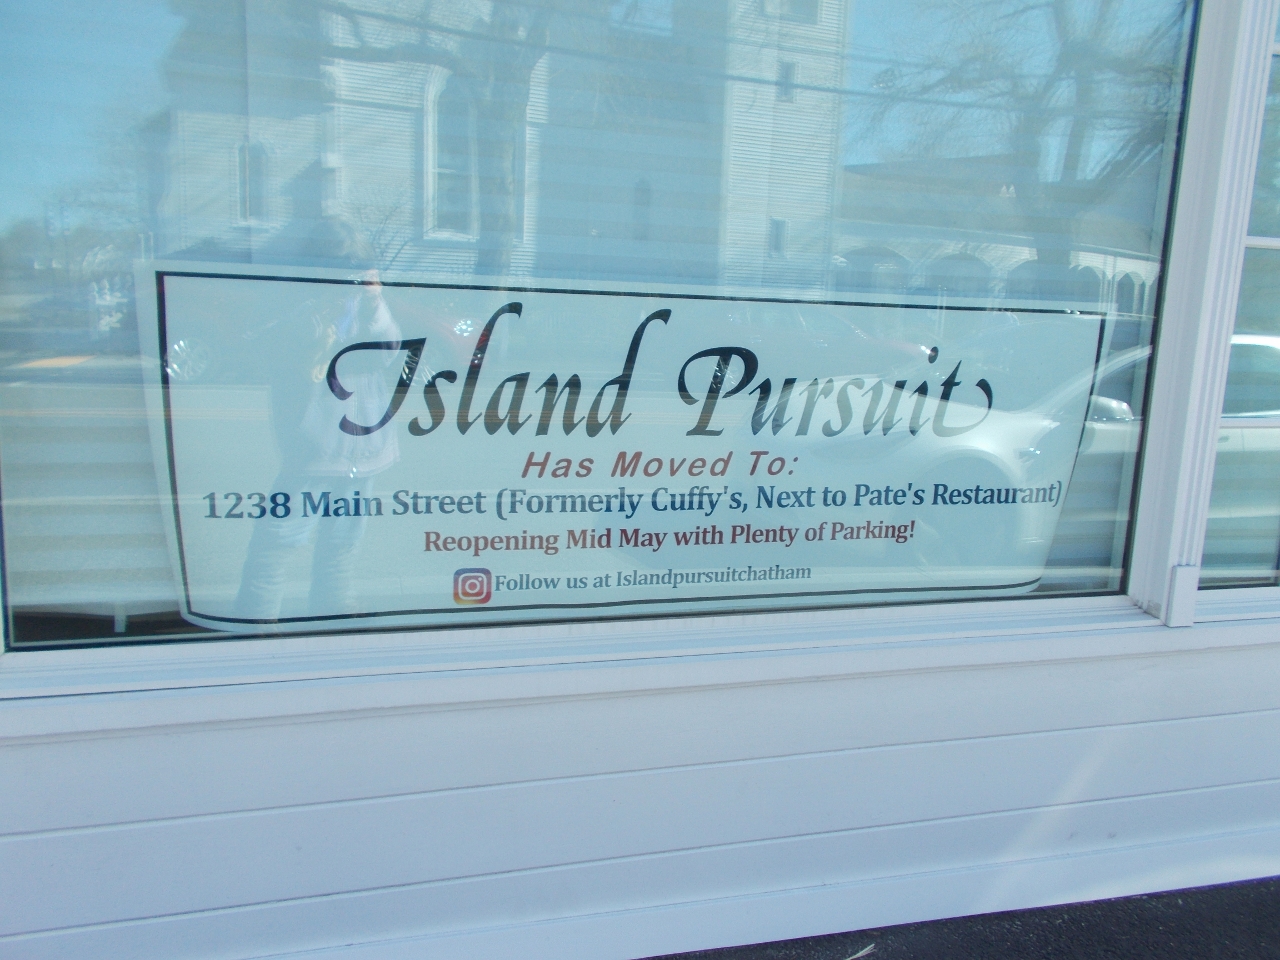 Island Pursuit
Has Moved To:
1238 Main Street (Formerly Cuffy's, Next to Pate's Restaurant)
Reopening Mid May with Plenty of Parking!
Follow us at Islandpursuitchatham